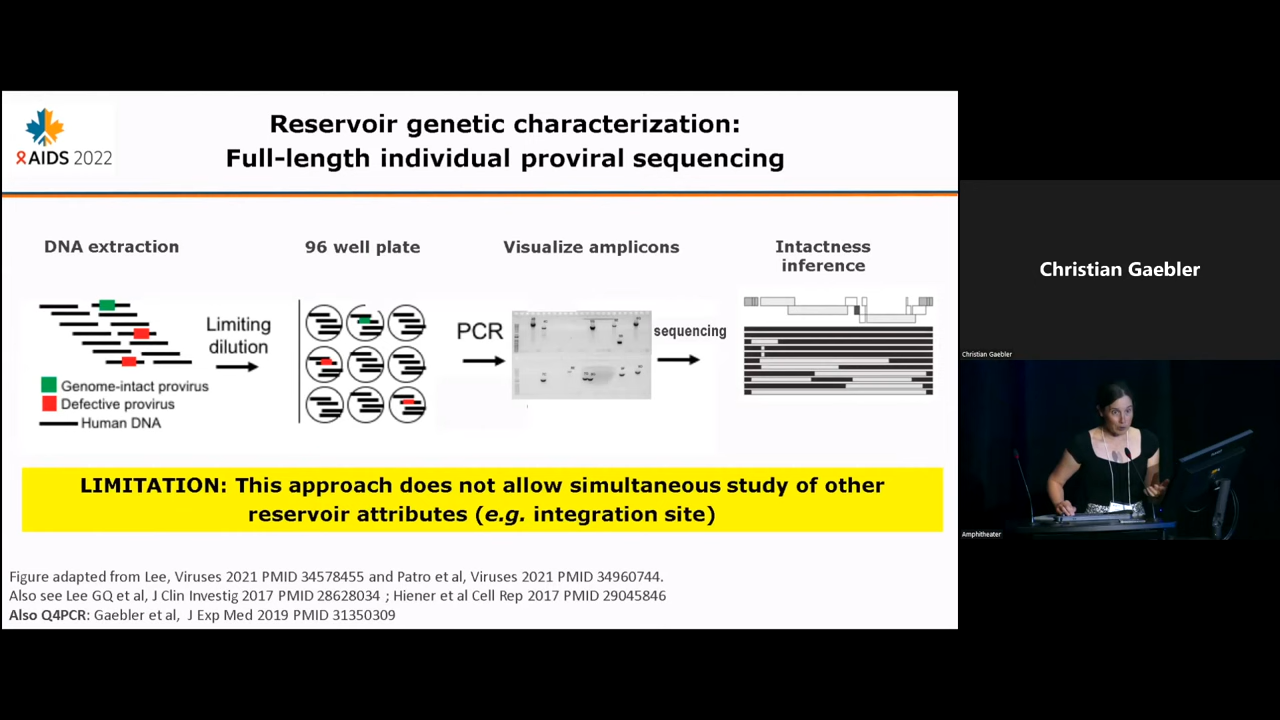 Reservoir genetic characterization:
Full-length individual proviral sequencing
AIDS 2022
DNA extraction
96 well plate
Visualize amplicons
Intactness
inference
Limiting
dilution
PCR
sequencing
Genome-intact provirus
Defective provirus
Human DNA
LIMITATION: This approach does not allow simultaneous study of other
reservoir attributes (e.g. integration site)
Figure adapted from Lee, Viruses 2021 PMID 34578455 and Patro et al, Viruses 2021 PMID 34960744.
Also see Lee GQ et al, J Clin Investig 2017 PMID 28628034 ; Hiener et al Cell Rep 2017 PMID 29045846
Also Q4PCR: Gaebler et al, J Exp Med 2019 PMID 31350309
Christian Gaebler
Christian Gaebler
Amphitheater